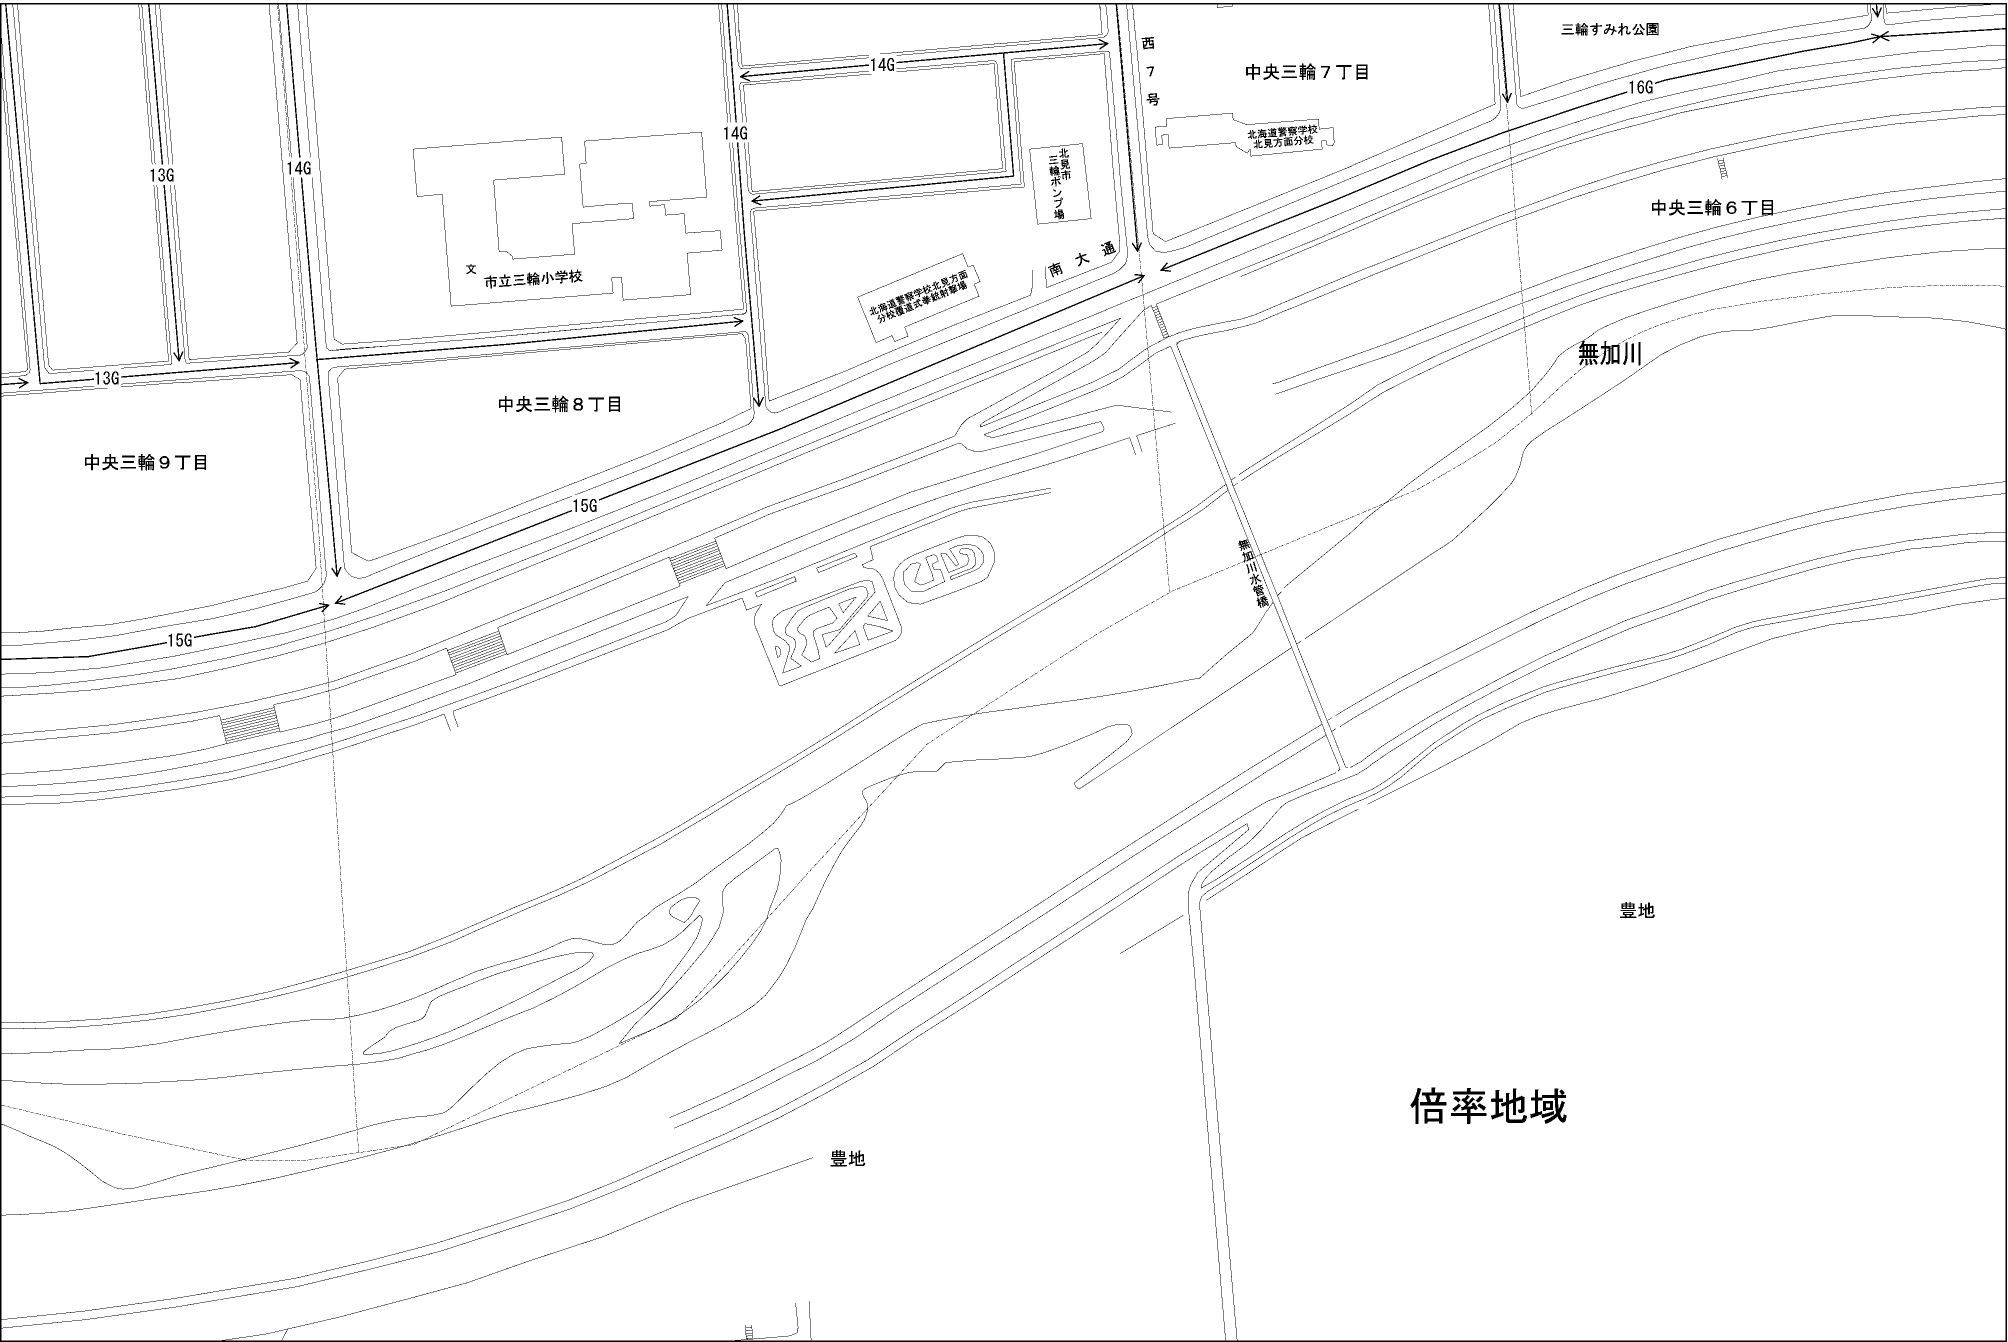 三輪すみれ公園
西7号
中央三輪７丁目
14G
16G
14G
北海道警察学校
北見方面分校
13G
14G
北見市
三輪ポンプ場
中央三輪６丁目
南大通
文
市立三輪小学校
北海道警察学校北見方面
分校覆道式拳銃射撃場
無加川
13G
中央三輪８丁目
中央三輪９丁目
15G
無加川水管橋
15G
豊地
倍率地域
豊地